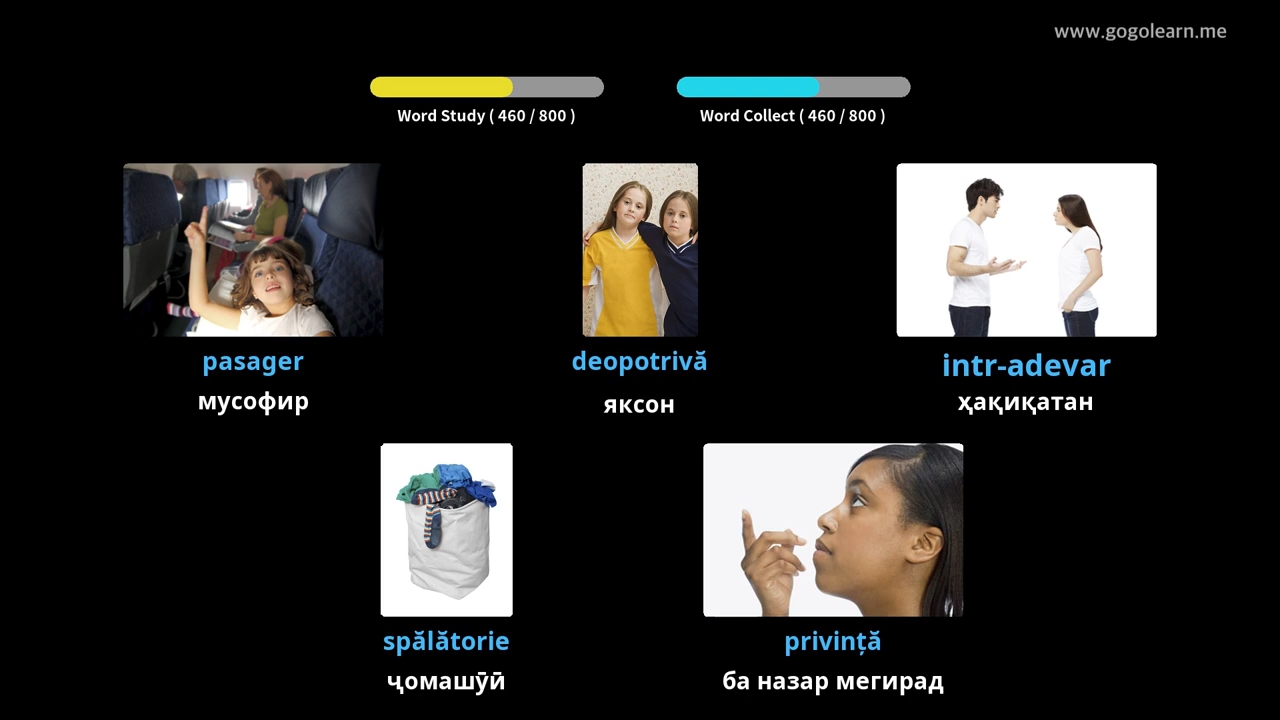 www.gogolearn.me
Word Study ( 460 / 800 )
Word Collect ( 460 / 800 )
pasager
мусофир
deopotrivă
яксон
intr-adevar
ҳақиқатан
spălătorie
ҷомашӯӣ
privință
ба назар мегирад